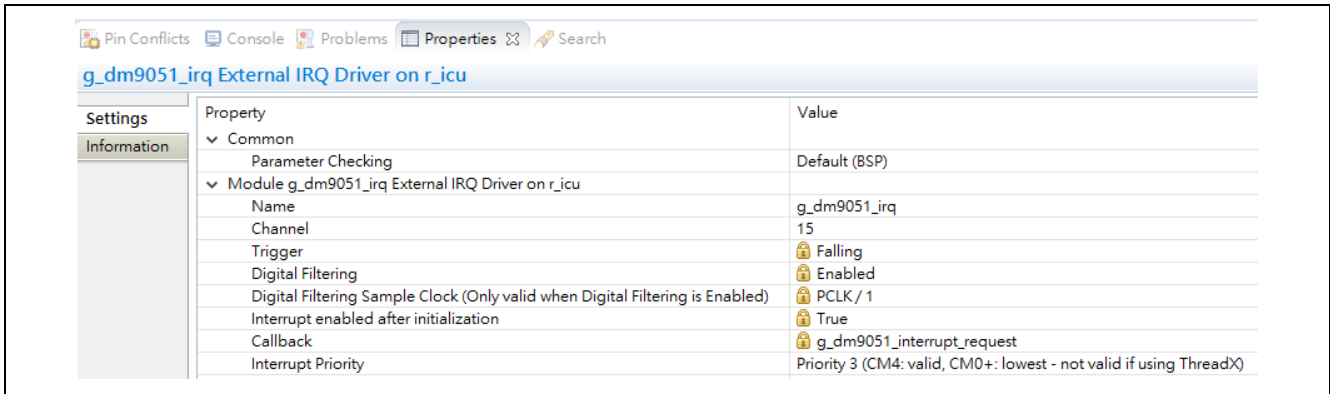 Pin Conflicts Console Problems Properties Search
g_dm9051_irq External IRQ Driver on r_icu
Settings
Information
Property Value
Common
Parameter Checking Default (BSP)
Module g_dm9051_irq External IRQ Driver on r_icu
Name g_dm9051_irq
Channel 15
Trigger Falling
Digital Filtering Enabled
Digital Filtering Sample Clock (Only valid when Digital Filtering is Enabled) PCLK / 1
Interrupt enabled after initialization True
Callback g_dm9051_interrupt_request
Interrupt Priority Priority 3 (CM4: valid, CM0+: lowest - not valid if using ThreadX)